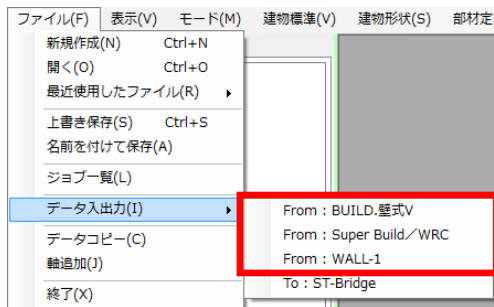 ファイル(F) 表示(V) モード(M) 建物標準(V) 建物形状(S) 部材定
新規作成(N) Ctrl+N
開く(O) Ctrl+O
最近使用したファイル(R)
上書き保存(S) Ctrl+S
名前を付けて保存(A)
ジョブ一覧(L)
データ入出力(I)
From : BUILD.壁式V
From : Super Build／WRC
データコピー(C)
From : WALL-1
軸追加(J)
To : ST-Bridge
終了(X)